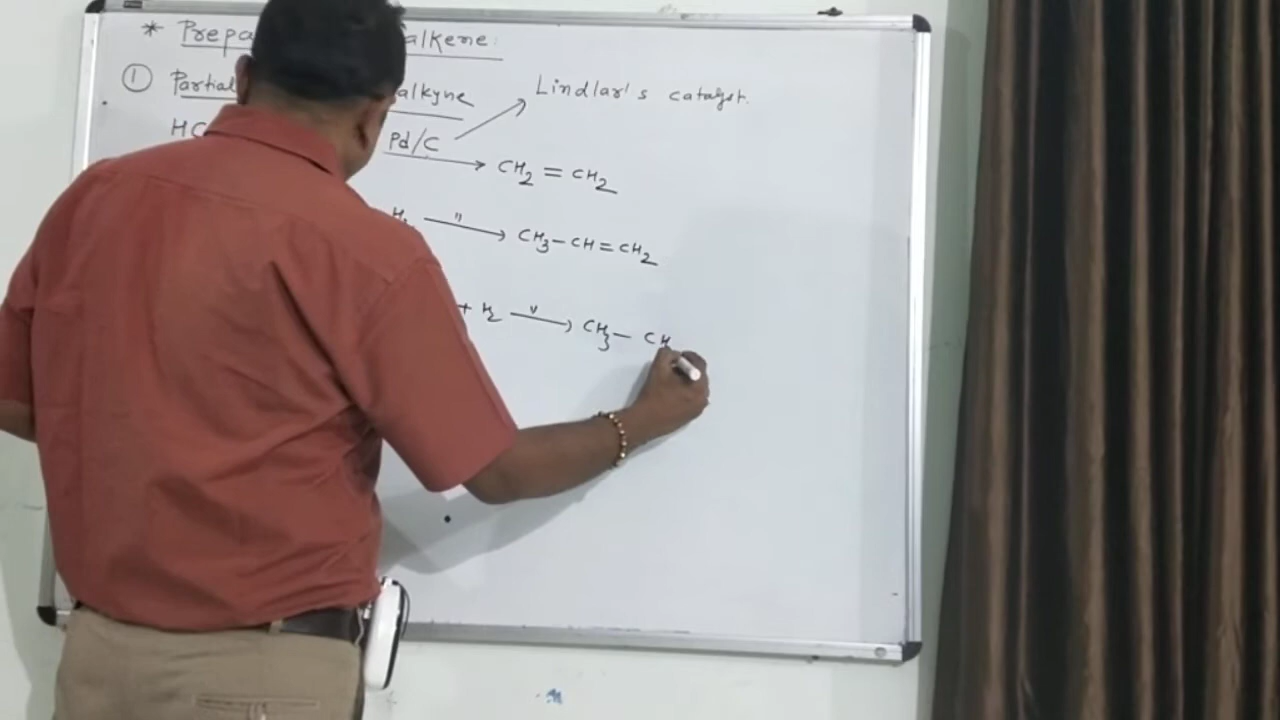 * Prepa alkene:
① Partial alkyne Lindlar's catalyst.
HC Pd/C → CH2 = CH2
H2 " → CH3 – CH = CH2
+ H2 " → CH3 – CH